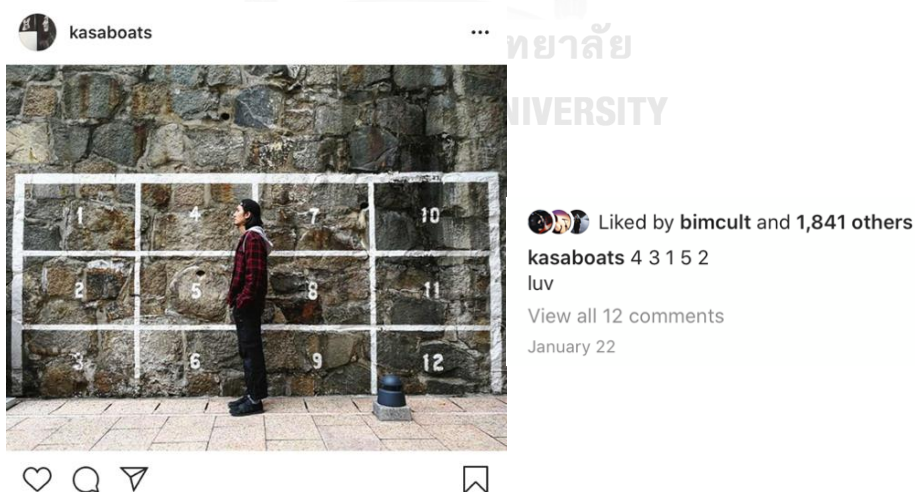 kasaboats
ทยาลัย
NIVERSITY
1 4 7 10
2 5 8 11
3 6 9 12
Liked by bimcult and 1,841 others
kasaboats 4 3 1 5 2
luv
View all 12 comments
January 22